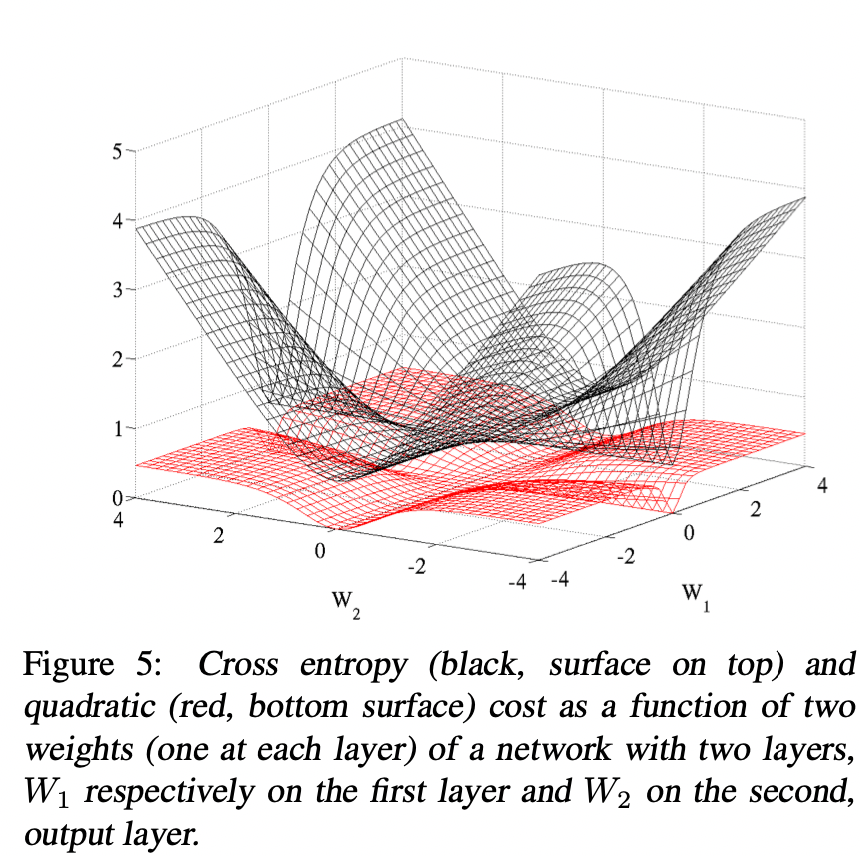 5
4
3
2
1
0
4
2
0
-2
-4
-4
-2
0
2
4
W2
W1
Figure 5: Cross entropy (black, surface on top) and
quadratic (red, bottom surface) cost as a function of two
weights (one at each layer) of a network with two layers,
W1 respectively on the first layer and W2 on the second,
output layer.